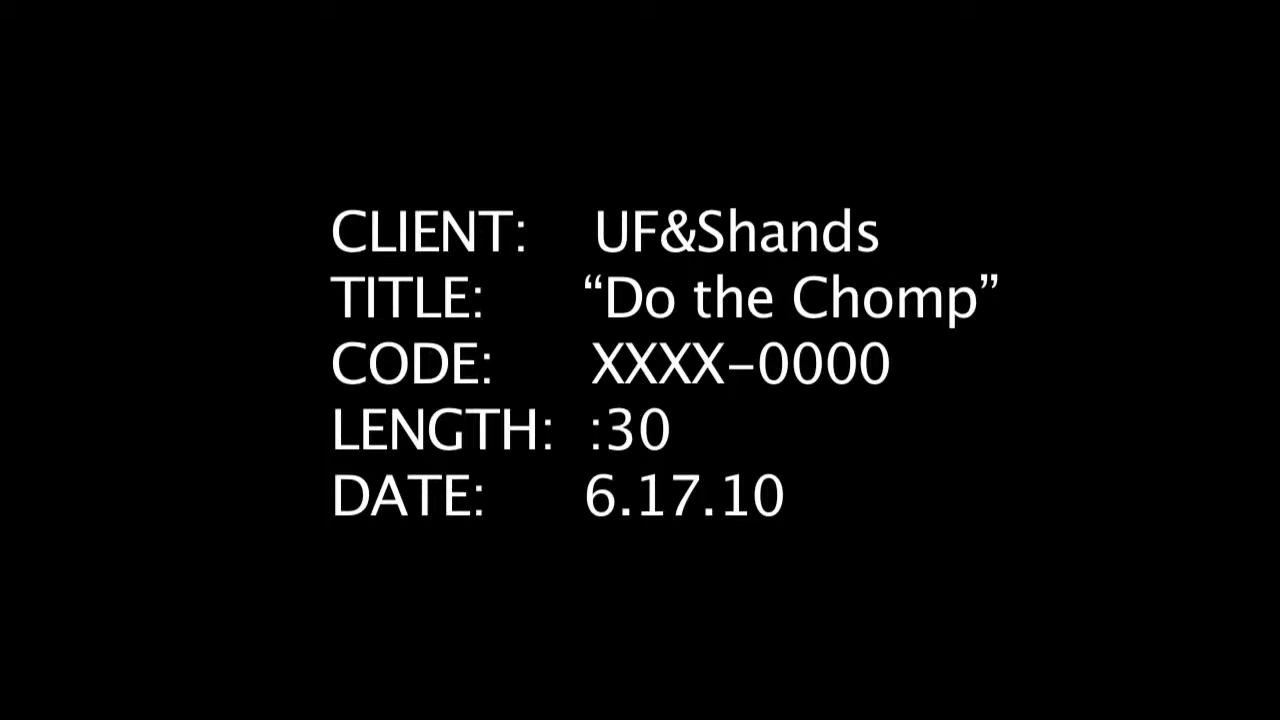 CLIENT: UF&Shands
TITLE: “Do the Chomp”
CODE: XXXX-0000
LENGTH: :30
DATE: 6.17.10